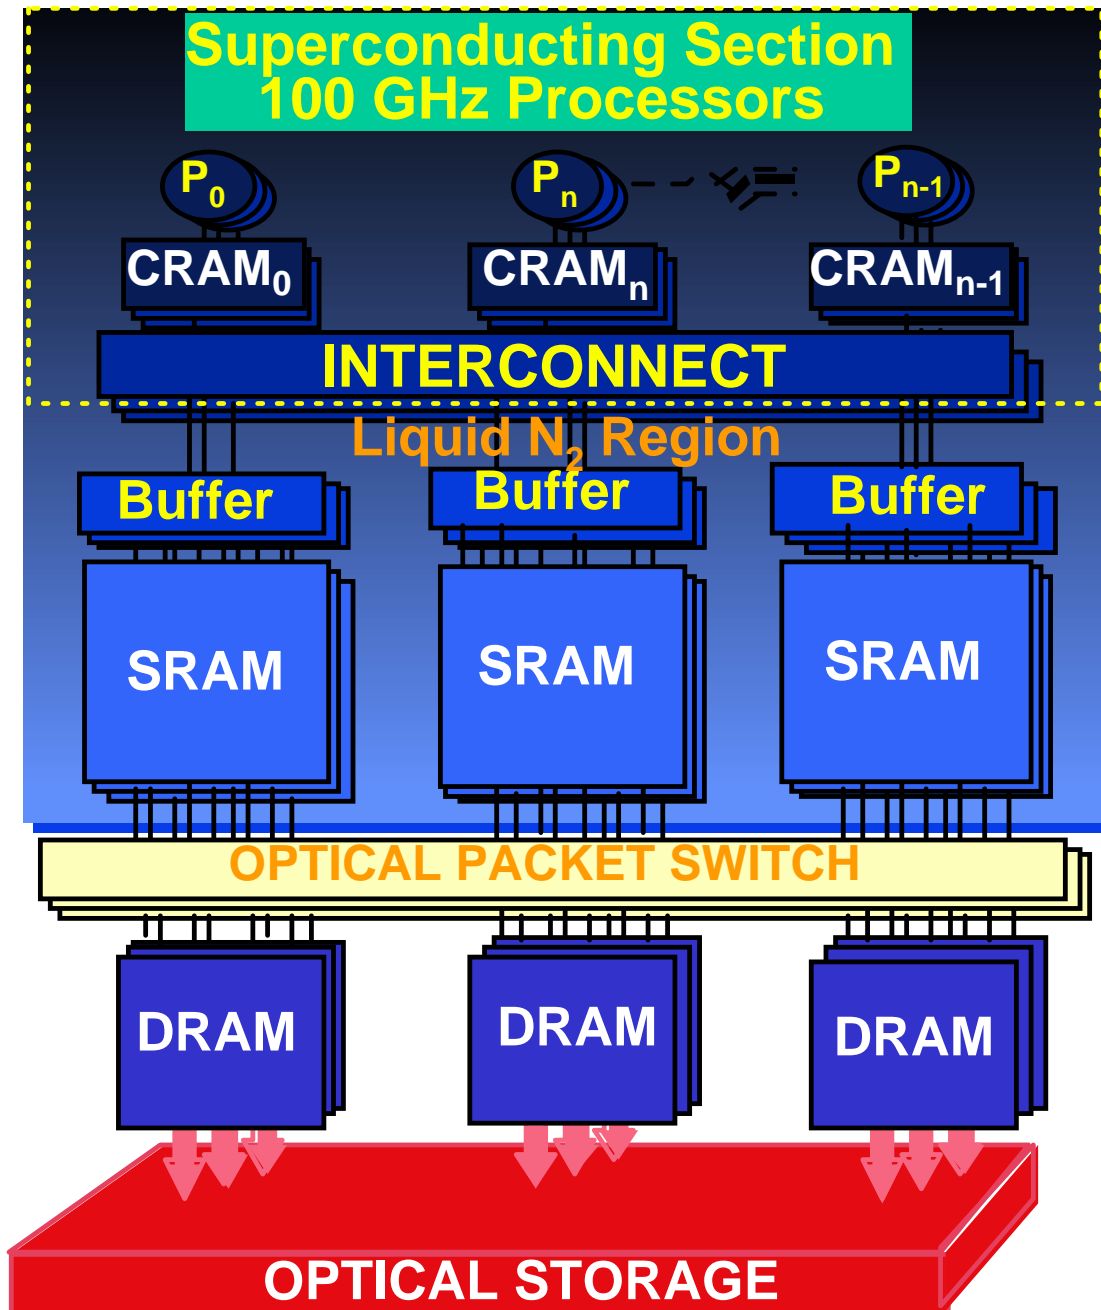 Superconducting Section
100 GHz Processors
P0 Pn Pn-1
CRAM0 CRAMn CRAMn-1
INTERCONNECT
Liquid N2 Region
Buffer Buffer Buffer
SRAM SRAM SRAM
OPTICAL PACKET SWITCH
DRAM DRAM DRAM
OPTICAL STORAGE